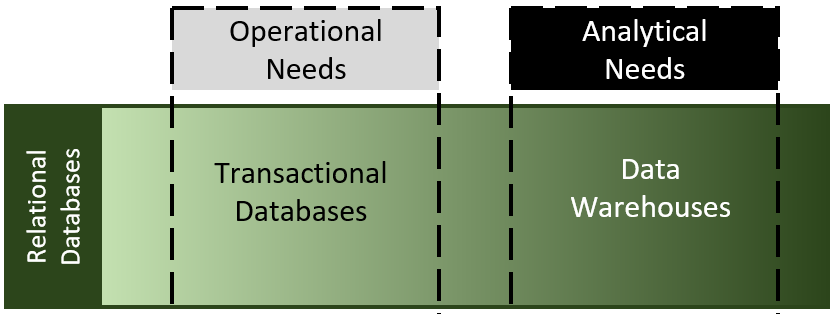 Operational
Needs
Analytical
Needs
Relational
Databases
Transactional
Databases
Data
Warehouses